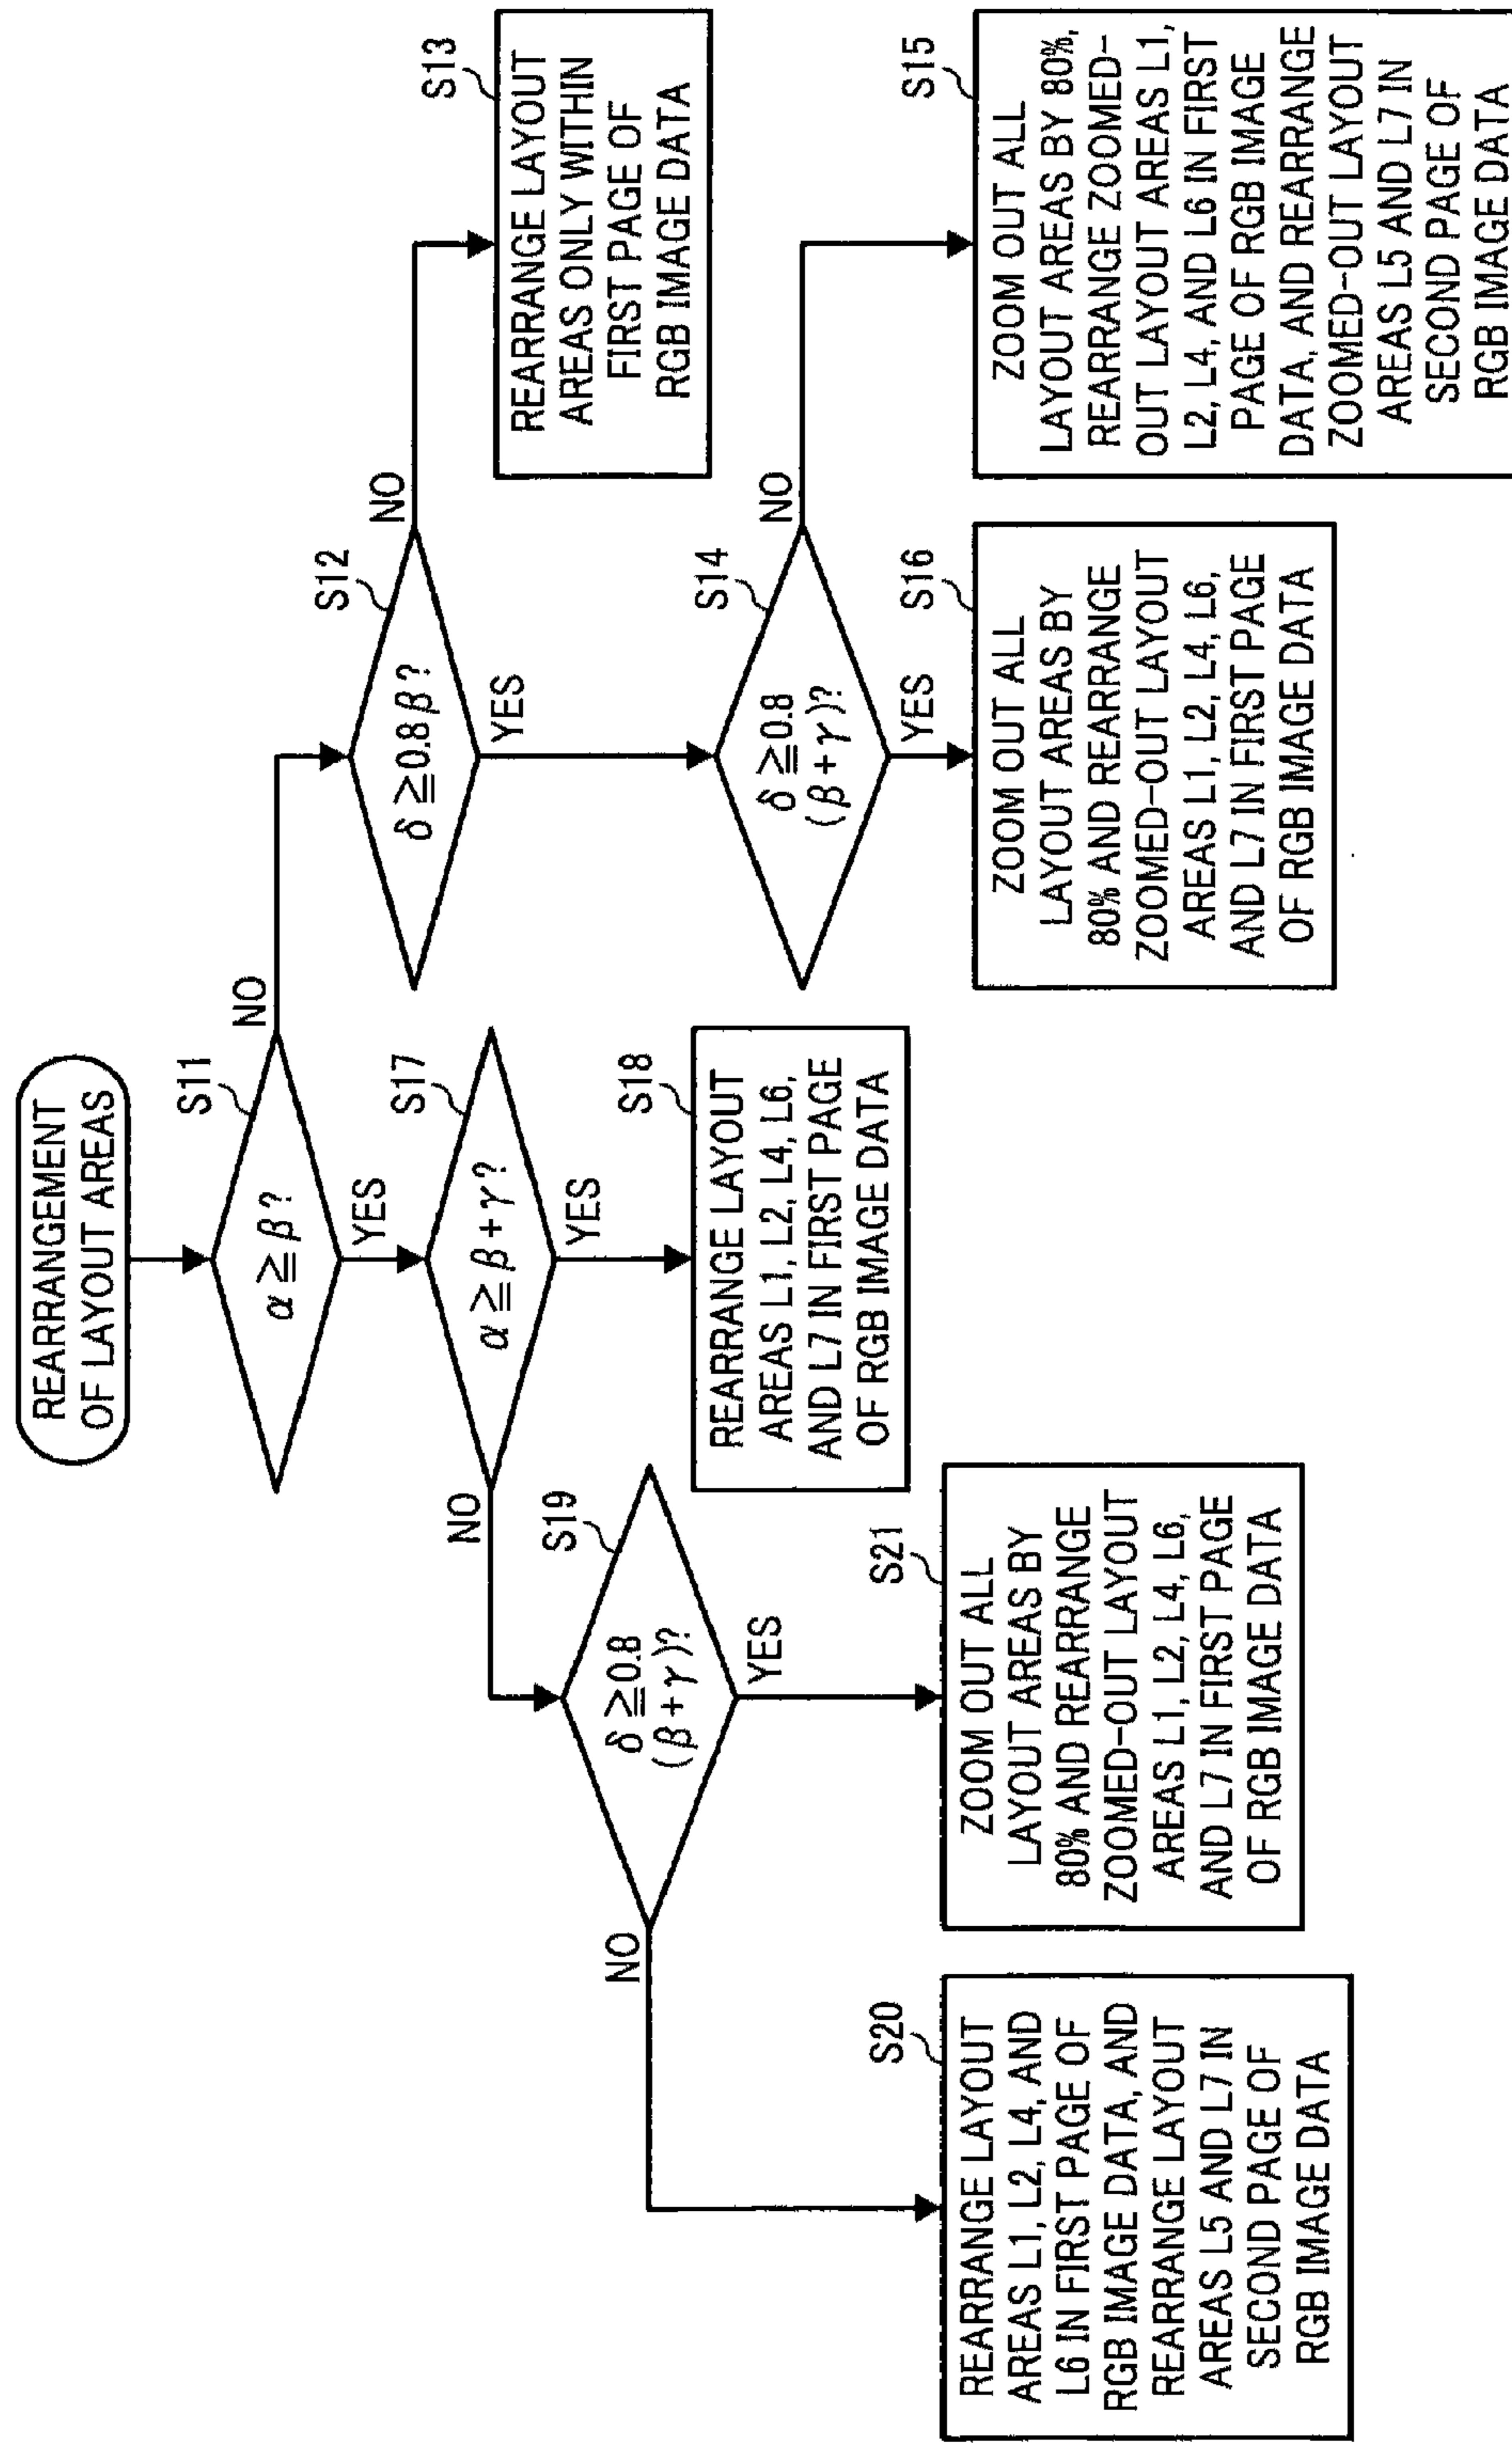 REARRANGEMENT
OF LAYOUT AREAS
S11
α ≧ β ?
NO
YES
S12
δ ≧ 0.8 β ?
NO
YES
S13
REARRANGE LAYOUT
AREAS ONLY WITHIN
FIRST PAGE OF
RGB IMAGE DATA
S17
α ≧ β + γ ?
NO
YES
S14
δ ≧ 0.8
(β + γ)?
NO
YES
S19
δ ≧ 0.8
(β + γ)?
NO
YES
S18
REARRANGE LAYOUT
AREAS L1, L2, L4, L6,
AND L7 IN FIRST PAGE
OF RGB IMAGE DATA
S20
REARRANGE LAYOUT
AREAS L1, L2, L4, AND
L6 IN FIRST PAGE OF
RGB IMAGE DATA, AND
REARRANGE LAYOUT
AREAS L5 AND L7 IN
SECOND PAGE OF
RGB IMAGE DATA
S21
ZOOM OUT ALL
LAYOUT AREAS BY
80% AND REARRANGE
ZOOMED-OUT LAYOUT
AREAS L1, L2, L4, L6,
AND L7 IN FIRST PAGE
OF RGB IMAGE DATA
S16
ZOOM OUT ALL
LAYOUT AREAS BY
80% AND REARRANGE
ZOOMED-OUT LAYOUT
AREAS L1, L2, L4, L6,
AND L7 IN FIRST PAGE
OF RGB IMAGE DATA
S15
ZOOM OUT ALL
LAYOUT AREAS BY 80%,
REARRANGE ZOOMED-
OUT LAYOUT AREAS L1,
L2, L4, AND L6 IN FIRST
PAGE OF RGB IMAGE
DATA, AND REARRANGE
ZOOMED-OUT LAYOUT
AREAS L5 AND L7 IN
SECOND PAGE OF
RGB IMAGE DATA